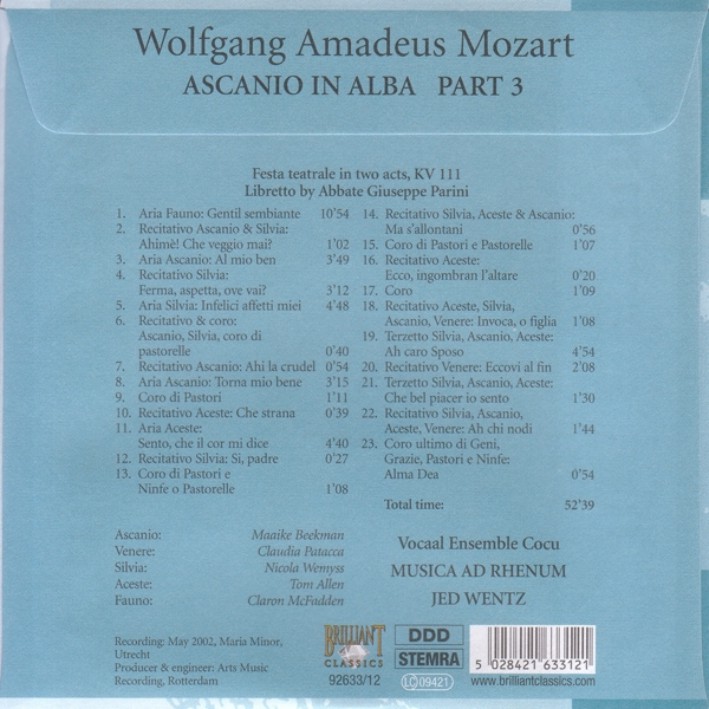 Wolfgang Amadeus Mozart
ASCANIO IN ALBA PART 3
Festa teatrale in two acts, KV 111
Libretto by Abbate Giuseppe Parini
1. Aria Fauno: Gentil sembiante 10'54
2. Recitativo Ascanio & Silvia:
Ahimè! Che veggio mai? 1'02
3. Aria Ascanio: Al mio ben 3'49
4. Recitativo Silvia:
Ferma, aspetta, ove vai? 3'12
5. Aria Silvia: Infelici affetti miei 4'48
6. Recitativo & coro:
Ascanio, Silvia, coro di
pastorelle 0'40
7. Recitativo Ascanio: Ahi la crudel 0'54
8. Aria Ascanio: Torna mio bene 3'15
9. Coro di Pastori 1'11
10. Recitativo Aceste: Che strana 0'39
11. Aria Aceste:
Sento, che il cor mi dice 4'40
12. Recitativo Silvia: Si, padre 0'27
13. Coro di Pastori e
Ninfe o Pastorelle 1'08
14. Recitativo Silvia, Aceste & Ascanio:
Ma s'allontani 0'56
15. Coro di Pastori e Pastorelle 1'07
16. Recitativo Aceste:
Ecco, ingombran l'altare 0'20
17. Coro 1'09
18. Recitativo Aceste, Silvia,
Ascanio, Venere: Invoca, o figlia 1'08
19. Terzetto Silvia, Ascanio, Aceste:
Ah caro Sposo 4'54
20. Recitativo Venere: Eccovi al fin 2'08
21. Terzetto Silvia, Ascanio, Aceste:
Che bel piacer io sento 1'30
22. Recitativo Silvia, Ascanio,
Aceste, Venere: Ah chi nodi 1'44
23. Coro ultimo di Geni,
Grazie, Pastori e Ninfe:
Alma Dea 0'54
Total time: 52'39
Ascanio: Maaike Beekman
Venere: Claudia Patacca
Silvia: Nicola Wemyss
Aceste: Tom Allen
Fauno: Claron McFadden
Vocaal Ensemble Cocu
MUSICA AD RHENUM
JED WENTZ
Recording: May 2002, Maria Minor,
Utrecht
Producer & engineer: Arts Music
Recording, Rotterdam
BRILLIANT
CLASSICS
92633/12
DDD
STEMRA
LC 09421
5 028421 633121
www.brilliantclassics.com